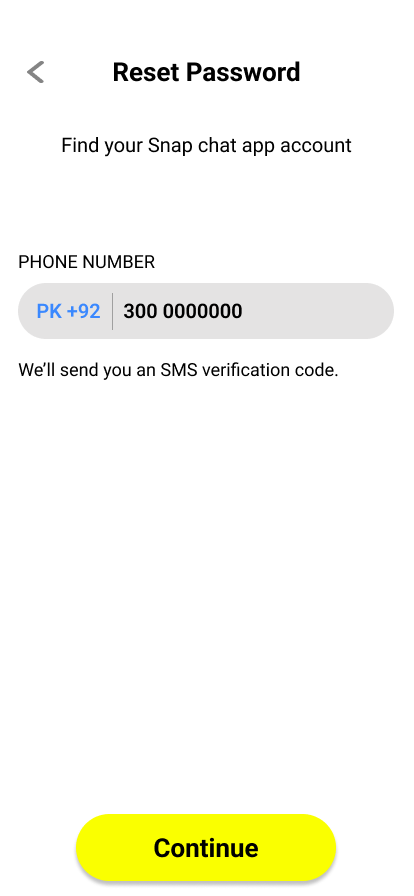 Reset Password
Find your Snap chat app account
PHONE NUMBER
PK +92 300 0000000
We’ll send you an SMS verification code.
Continue